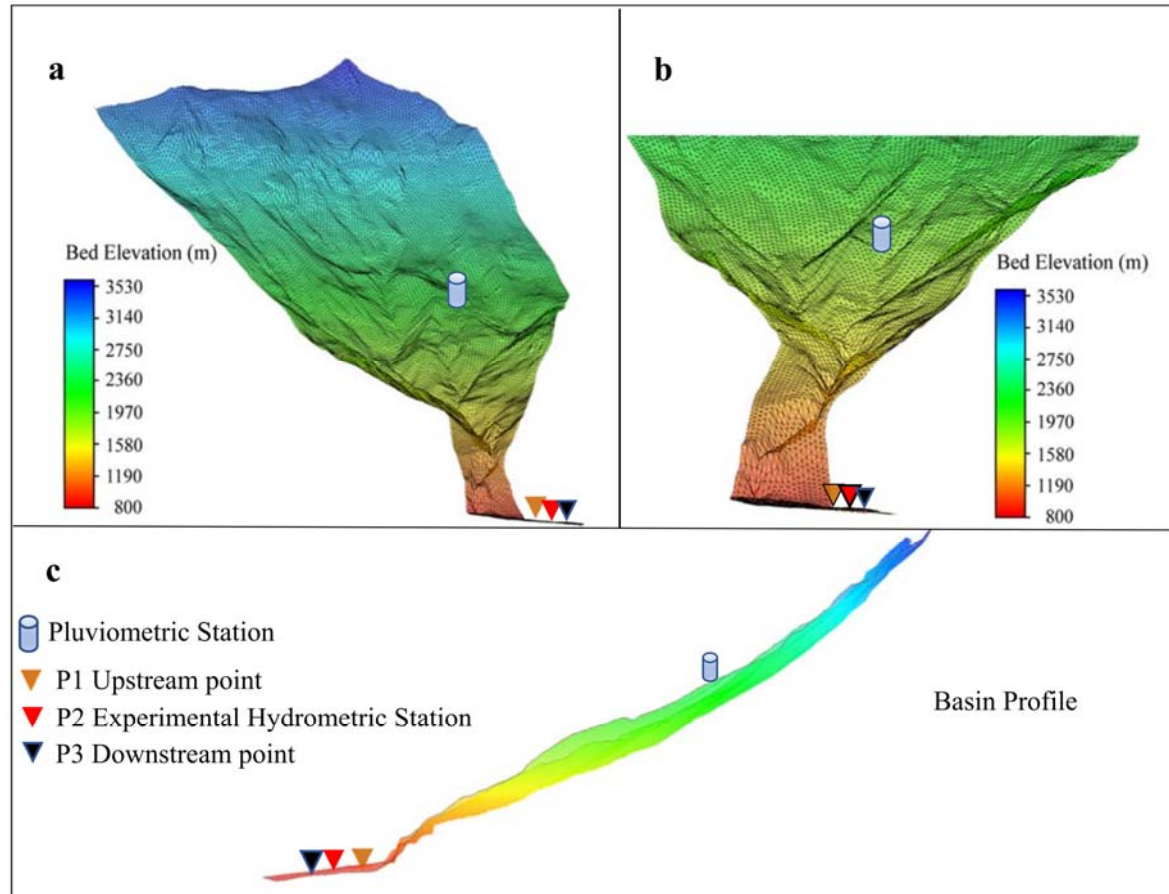 a
Bed Elevation (m)
3530
3140
2750
2360
1970
1580
1190
800
b
Bed Elevation (m)
3530
3140
2750
2360
1970
1580
1190
800
c
Pluviometric Station
P1 Upstream point
P2 Experimental Hydrometric Station
P3 Downstream point
Basin Profile